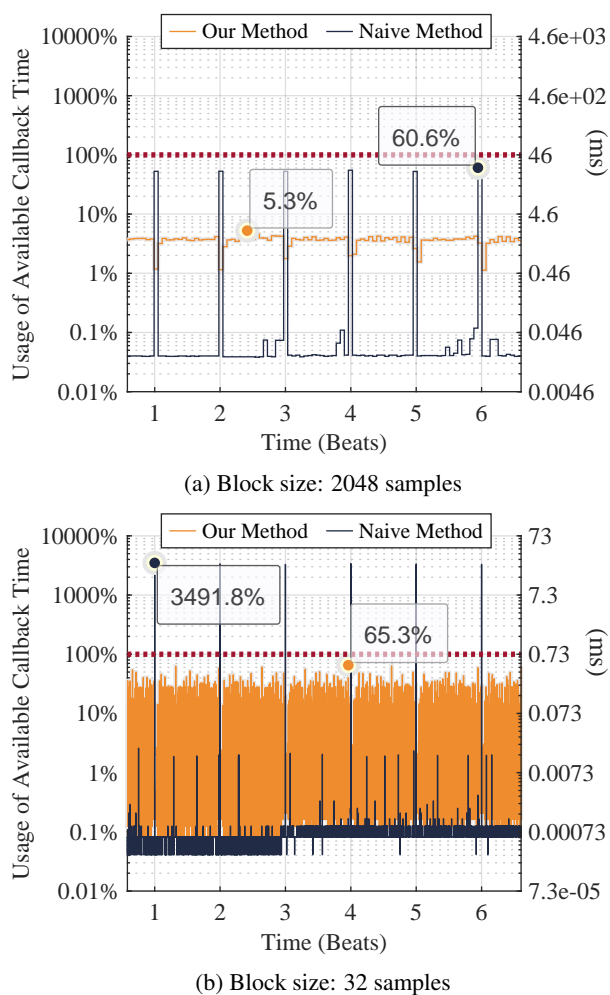 Our Method
Naive Method
10000%
1000%
100%
10%
1%
0.1%
0.01%
Usage of Available Callback Time
60.6%
5.3%
4.6e+03
4.6e+02
46
4.6
0.46
0.046
0.0046
(ms)
1 2 3 4 5 6
Time (Beats)
(a) Block size: 2048 samples
Our Method
Naive Method
10000%
1000%
100%
10%
1%
0.1%
0.01%
Usage of Available Callback Time
3491.8%
65.3%
73
7.3
0.73
0.073
0.0073
0.00073
7.3e-05
(ms)
1 2 3 4 5 6
Time (Beats)
(b) Block size: 32 samples